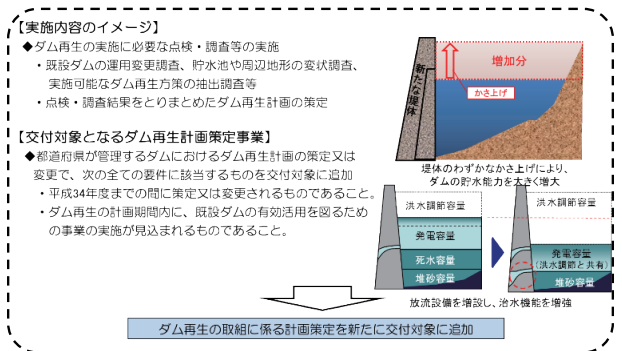 【実施内容のイメージ】
◆ダム再生の実施に必要な点検・調査等の実施
・既設ダムの運用変更調査、貯水池や周辺地形の変状調査、
実施可能なダム再生方策の抽出調査等
・点検・調査結果をとりまとめたダム再生計画の策定
【交付対象となるダム再生計画策定事業】
◆都道府県が管理するダムにおけるダム再生計画の策定又は
変更で、次の全ての要件に該当するものを交付対象に追加
・平成34年度までの間に策定又は変更されるものであること。
・ダム再生の計画期間内に、既設ダムの有効活用を図るため
の事業の実施が見込まれるものであること。
新たな堤体
増加分
かさ上げ
堤体のわずかなかさ上げにより、
ダムの貯水能力を大きく増大
洪水調節容量
発電容量
死水容量
堆砂容量
洪水調節容量
発電容量
(洪水調節と共有)
堆砂容量
放流設備を増設し、治水機能を増強
ダム再生の取組に係る計画策定を新たに交付対象に追加